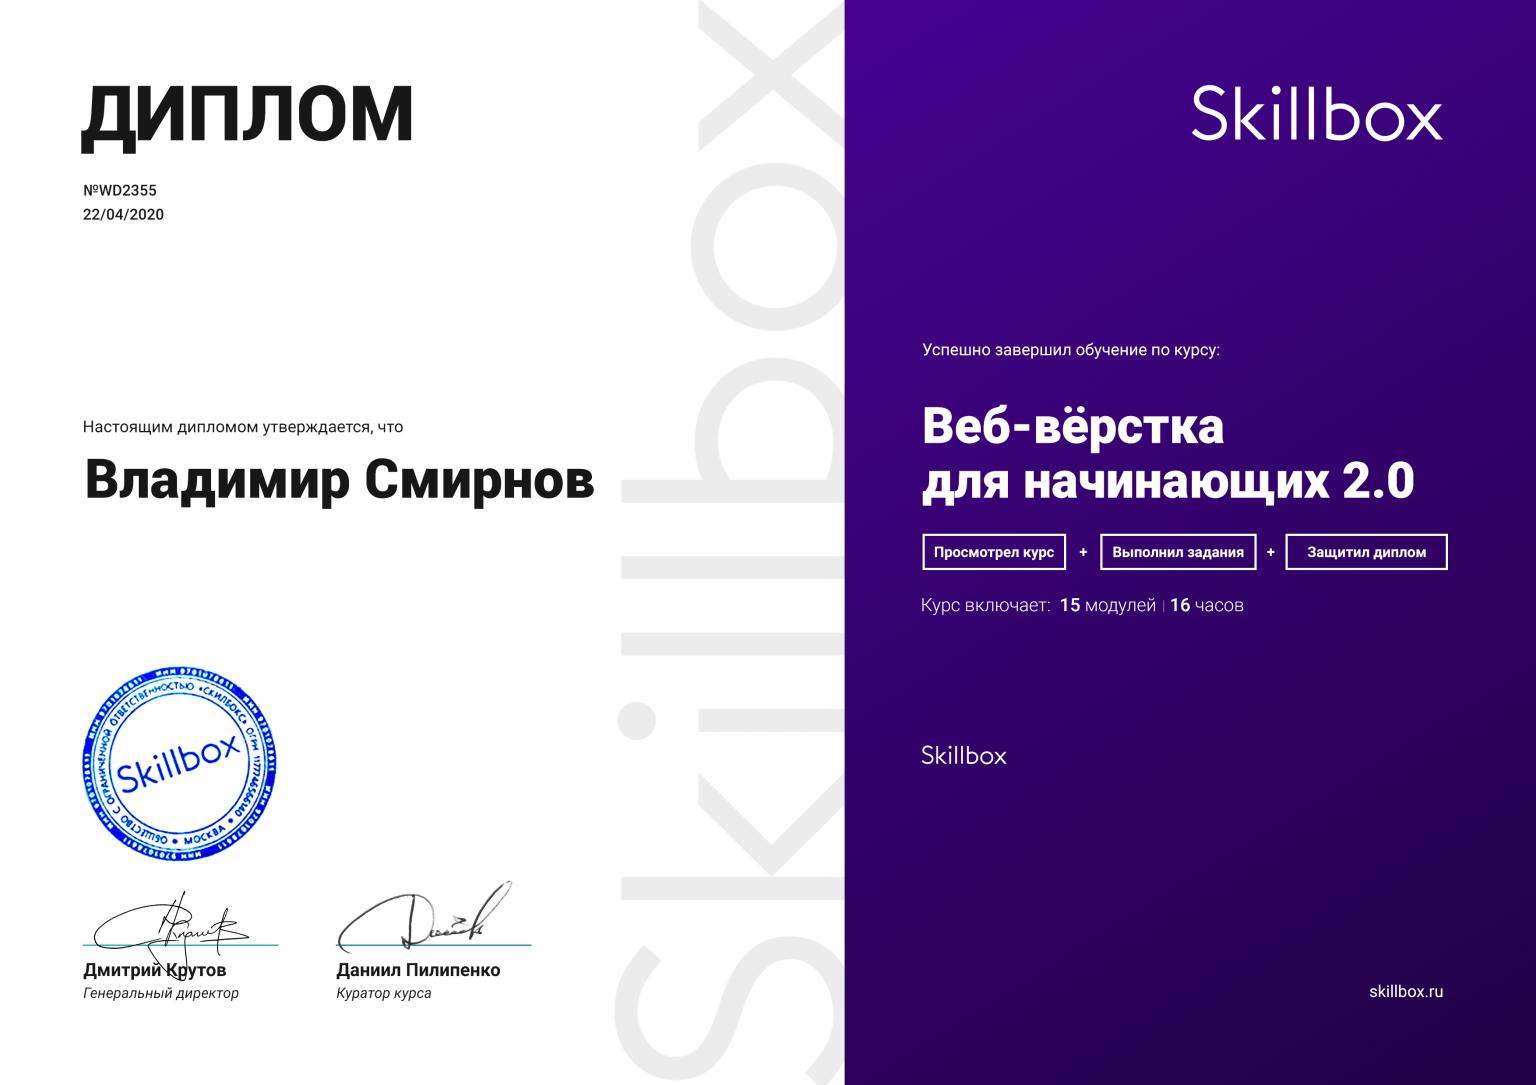 ДИПЛОМ
№WD2355
22/04/2020
Настоящим дипломом утверждается, что
Владимир Смирнов
ОБЩЕСТВО С ОГРАНИЧЕННОЙ ОТВЕТСТВЕННОСТЬЮ «СКИЛБОКС» ОГРН
МОСКВА
Skillbox
Дмитрий Крутов
Генеральный директор
Даниил Пилипенко
Куратор курса
Skillbox
Skillbox
Успешно завершил обучение по курсу:
Веб-вёрстка
для начинающих 2.0
Просмотрел курс + Выполнил задания + Защитил диплом
Курс включает: 15 модулей | 16 часов
Skillbox
skillbox.ru